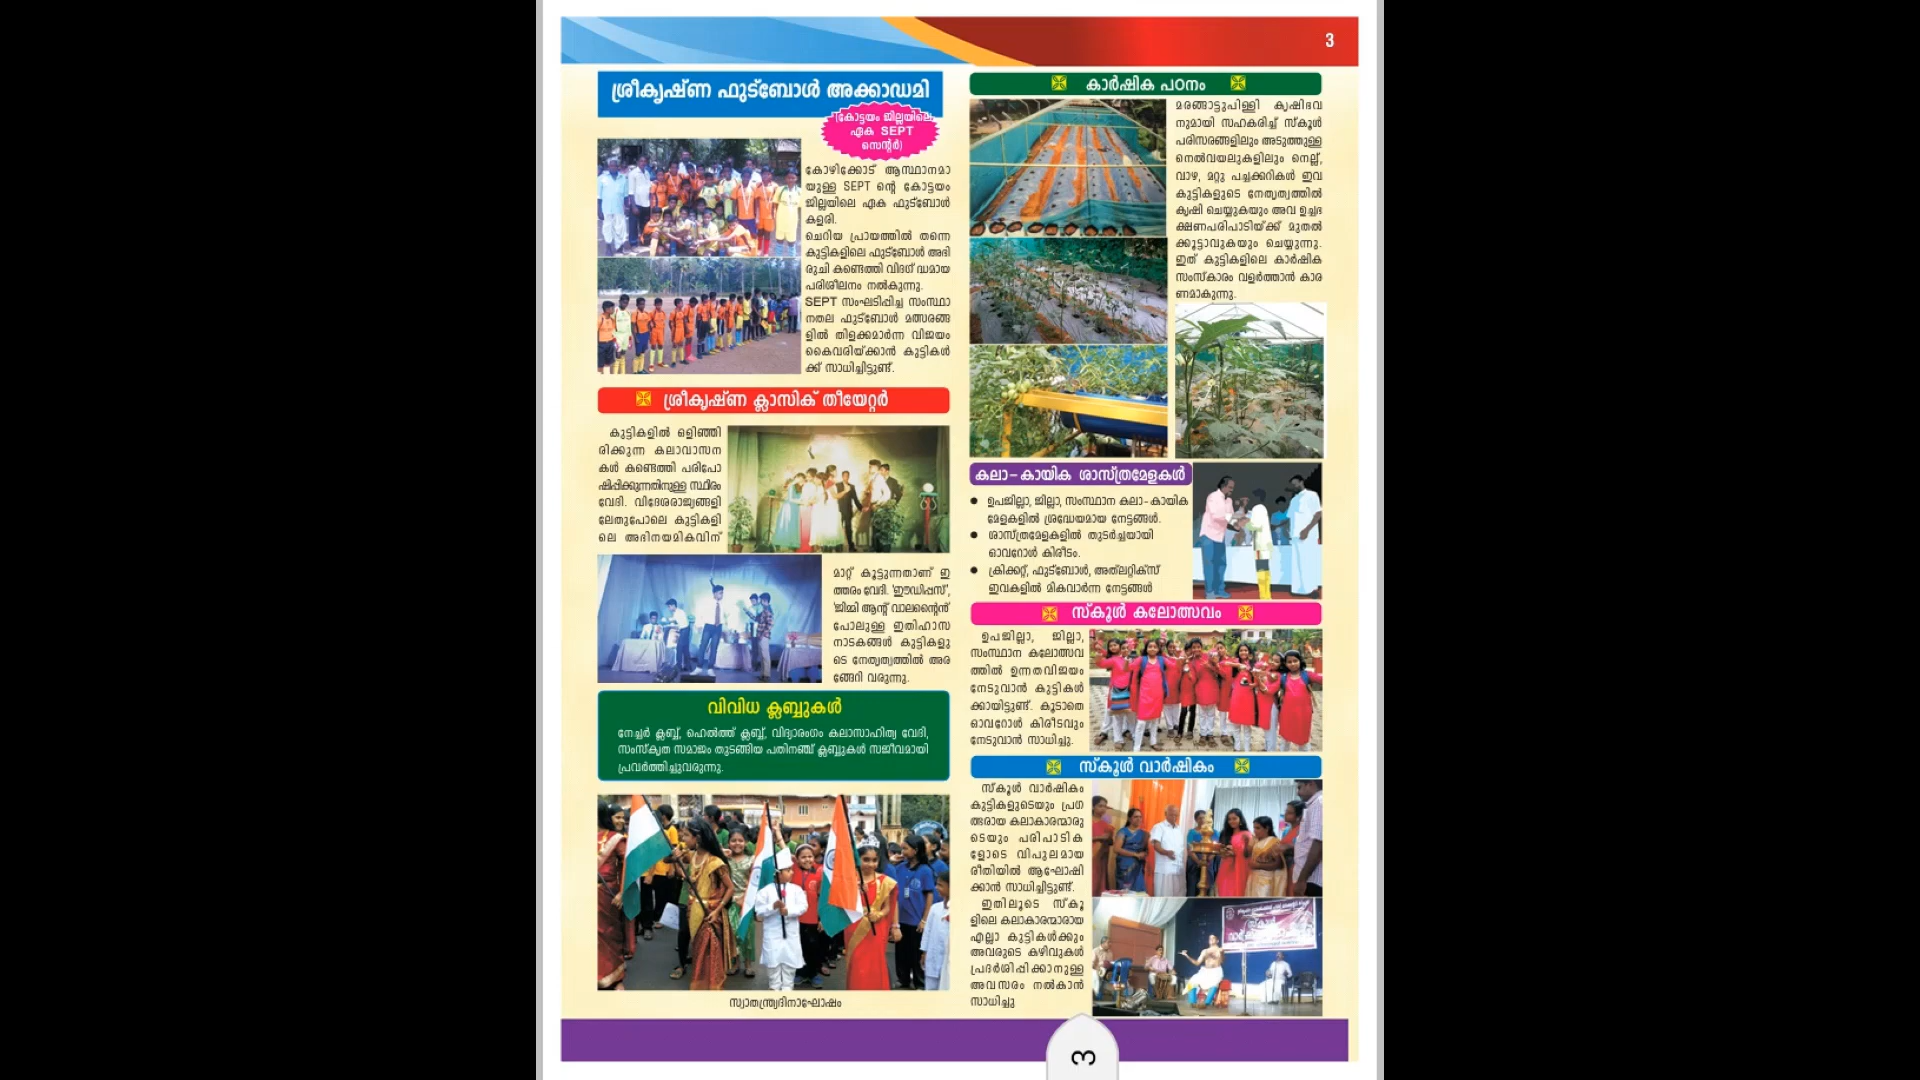 3
ശ്രീകൃഷ്ണ ഫുട്ബോൾ അക്കാഡമി
(കോട്ടയം ജില്ലയിലെ
ഏക SEPT
സെന്റർ)
കോഴിക്കോട് ആസ്ഥാനമാ
യുള്ള SEPT ന്റെ കോട്ടയം
ജില്ലയിലെ ഏക ഫുട്ബോൾ
കളരി.
ചെറിയ പ്രായത്തിൽ തന്നെ
കുട്ടികളിലെ ഫുട്ബോൾ അഭി
രുചി കണ്ടെത്തി വിദഗ് ധമായ
പരിശീലനം നൽകുന്നു.
SEPT സംഘടിപ്പിച്ച സംസ്ഥാ
നതല ഫുട്ബോൾ മത്സരങ്ങ
ളിൽ തിളക്കമാർന്ന വിജയം
കൈവരിയ്ക്കാൻ കുട്ടികൾ
ക്ക് സാധിച്ചിട്ടുണ്ട്.
ശ്രീകൃഷ്ണ ക്ലാസിക് തീയേറ്റർ
കുട്ടികളിൽ ഒളിഞ്ഞി
രിക്കുന്ന കലാവാസന
കൾ കണ്ടെത്തി പരിപോ
ഷിപ്പിക്കുന്നതിനുള്ള സ്ഥിരം
വേദി. വിദേശരാജ്യങ്ങളി
ലേതുപോലെ കുട്ടികളി
ലെ അഭിനയമികവിന്
മാറ്റ് കൂട്ടുന്നതാണ് ഇ
ത്തരം വേദി. 'ഈഡിപ്പസ്',
'ജിമ്മി ആന്റ് വാലന്റൈൻ'
പോലുള്ള ഇതിഹാസ
നാടകങ്ങൾ കുട്ടികളു
ടെ നേതൃത്വത്തിൽ അര
ങ്ങേറി വരുന്നു.
വിവിധ ക്ലബ്ബുകൾ
നേച്ചർ ക്ലബ്ബ്, ഹെൽത്ത് ക്ലബ്ബ്, വിദ്യാരംഗം കലാസാഹിത്യ വേദി,
സംസ്കൃത സമാജം തുടങ്ങിയ പതിനഞ്ച് ക്ലബ്ബുകൾ സജീവമായി
പ്രവർത്തിച്ചുവരുന്നു.
സ്വാതന്ത്ര്യദിനാഘോഷം
കാർഷിക പഠനം
മരങ്ങാട്ടുപിള്ളി കൃഷിഭവ
നുമായി സഹകരിച്ച് സ്കൂൾ
പരിസരങ്ങളിലും അടുത്തുള്ള
നെൽവയലുകളിലും നെല്ല്,
വാഴ, മറ്റു പച്ചക്കറികൾ ഇവ
കുട്ടികളുടെ നേതൃത്വത്തിൽ
കൃഷി ചെയ്യുകയും അവ ഉച്ചഭ
ക്ഷണപരിപാടിയ്ക്ക് മുതൽ
ക്കൂട്ടാവുകയും ചെയ്യുന്നു.
ഇത് കുട്ടികളിലെ കാർഷിക
സംസ്കാരം വളർത്താൻ കാര
ണമാകുന്നു.
കലാ-കായിക ശാസ്ത്രമേളകൾ
● ഉപജില്ലാ, ജില്ലാ, സംസ്ഥാന കലാ-കായിക
മേളകളിൽ ശ്രദ്ധേയമായ നേട്ടങ്ങൾ.
● ശാസ്ത്രമേളകളിൽ തുടർച്ചയായി
ഓവറോൾ കിരീടം.
● ക്രിക്കറ്റ്, ഫുട്ബോൾ, അത്ലറ്റിക്സ്
ഇവകളിൽ മികവാർന്ന നേട്ടങ്ങൾ
സ്കൂൾ കലോത്സവം
ഉപജില്ലാ, ജില്ലാ,
സംസ്ഥാന കലോത്സവ
ത്തിൽ ഉന്നതവിജയം
നേടുവാൻ കുട്ടികൾ
ക്കായിട്ടുണ്ട്. കൂടാതെ
ഓവറോൾ കിരീടവും
നേടുവാൻ സാധിച്ചു.
സ്കൂൾ വാർഷികം
സ്കൂൾ വാർഷികം
കുട്ടികളുടെയും പ്രഗ
ത്ഭരായ കലാകാരന്മാരു
ടെയും പരിപാടിക
ളോടെ വിപുലമായ
രീതിയിൽ ആഘോഷി
ക്കാൻ സാധിച്ചിട്ടുണ്ട്.
ഇതിലൂടെ സ്കൂ
ളിലെ കലാകാരന്മാരായ
എല്ലാ കുട്ടികൾക്കും
അവരുടെ കഴിവുകൾ
പ്രദർശിപ്പിക്കാനുള്ള
അവസരം നൽകാൻ
സാധിച്ചു
3